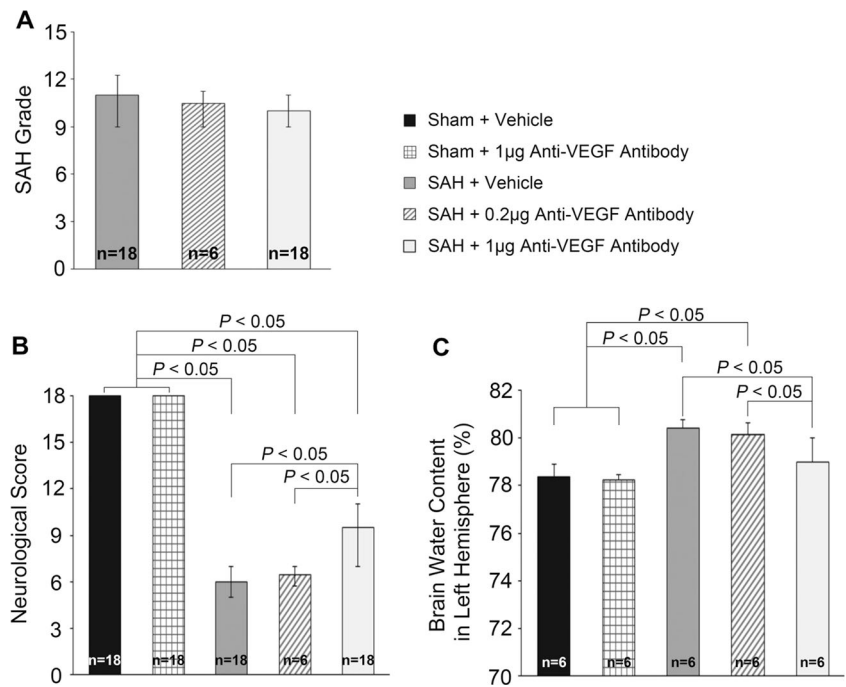 A
SAH Grade
15
12
9
6
3
0
n=18
n=6
n=18
Sham + Vehicle
Sham + 1μg Anti-VEGF Antibody
SAH + Vehicle
SAH + 0.2μg Anti-VEGF Antibody
SAH + 1μg Anti-VEGF Antibody
B
Neurological Score
P < 0.05
P < 0.05
P < 0.05
P < 0.05
P < 0.05
18
15
12
9
6
3
0
n=18
n=18
n=18
n=6
n=18
C
Brain Water Content
in Left Hemisphere (%)
P < 0.05
P < 0.05
P < 0.05
P < 0.05
82
80
78
76
74
72
70
n=6
n=6
n=6
n=6
n=6